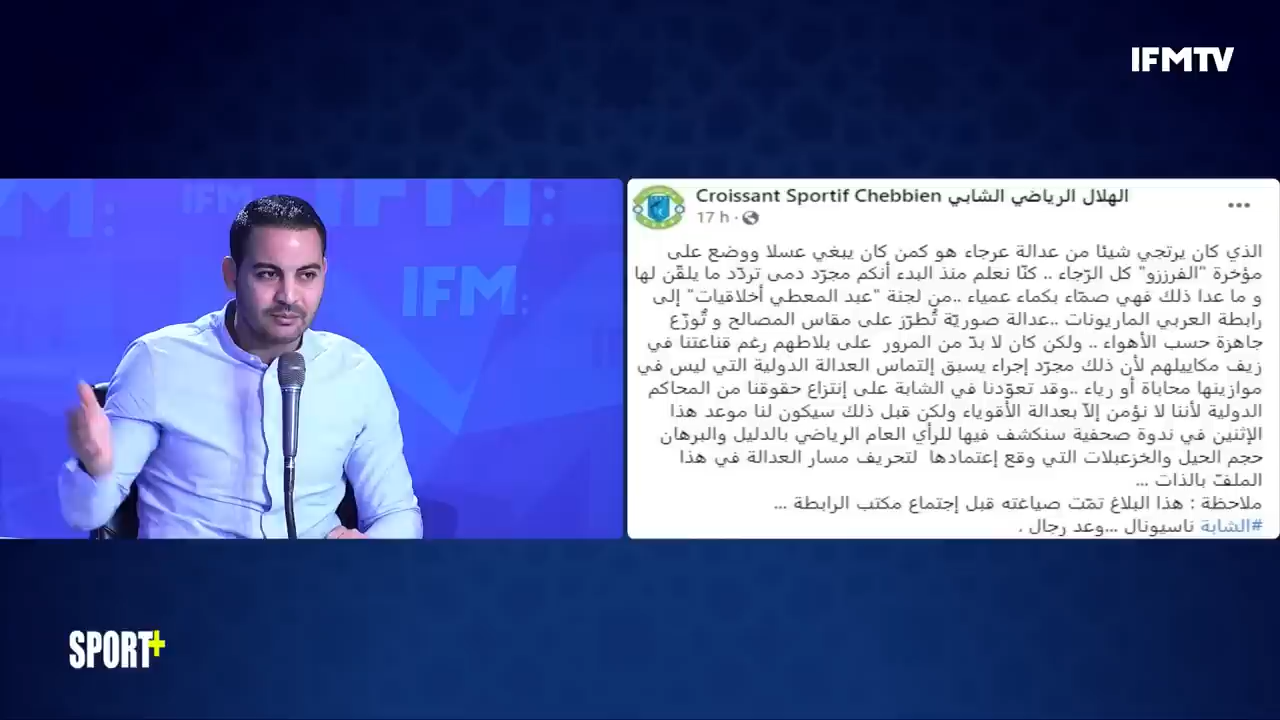 IFMTV
IFM
IFM:
IFM:
Croissant Sportif Chebbien الهلال الرياضي الشابي
17 h ·
الذي كان يرتجي شيئا من عدالة عرجاء هو كمن كان يبغي عسلا ووضع على
مؤخرة "الفرززو" كل الرّجاء .. كنّا نعلم منذ البدء أنكم مجرّد دمى تردّد ما يلقّن لها
و ما عدا ذلك فهي صمّاء بكماء عمياء ..من لجنة "عبد المعطي أخلاقيات" إلى
رابطة العربي الماريونات ..عدالة صوريّة تُطرّز على مقاس المصالح و تُوزّع
جاهزة حسب الأهواء .. ولكن كان لا بدّ من المرور على بلاطهم رغم قناعتنا في
زيف مكاييلهم لأن ذلك مجرّد إجراء يسبق إلتماس العدالة الدولية التي ليس في
موازينها محاباة أو رياء ..وقد تعوّدنا في الشابة على إنتزاع حقوقنا من المحاكم
الدولية لأننا لا نؤمن إلاّ بعدالة الأقوياء ولكن قبل ذلك سيكون لنا موعد هذا
الإثنين في ندوة صحفية سنكشف فيها للرأي العام الرياضي بالدليل والبرهان
حجم الحيل والخزعبلات التي وقع إعتمادها لتحريف مسار العدالة في هذا
الملفّ بالذات ...
ملاحظة : هذا البلاغ تمّت صياغته قبل إجتماع مكتب الرابطة ...
#الشابة ناسيونال ...وعد رجال .
SPORT+